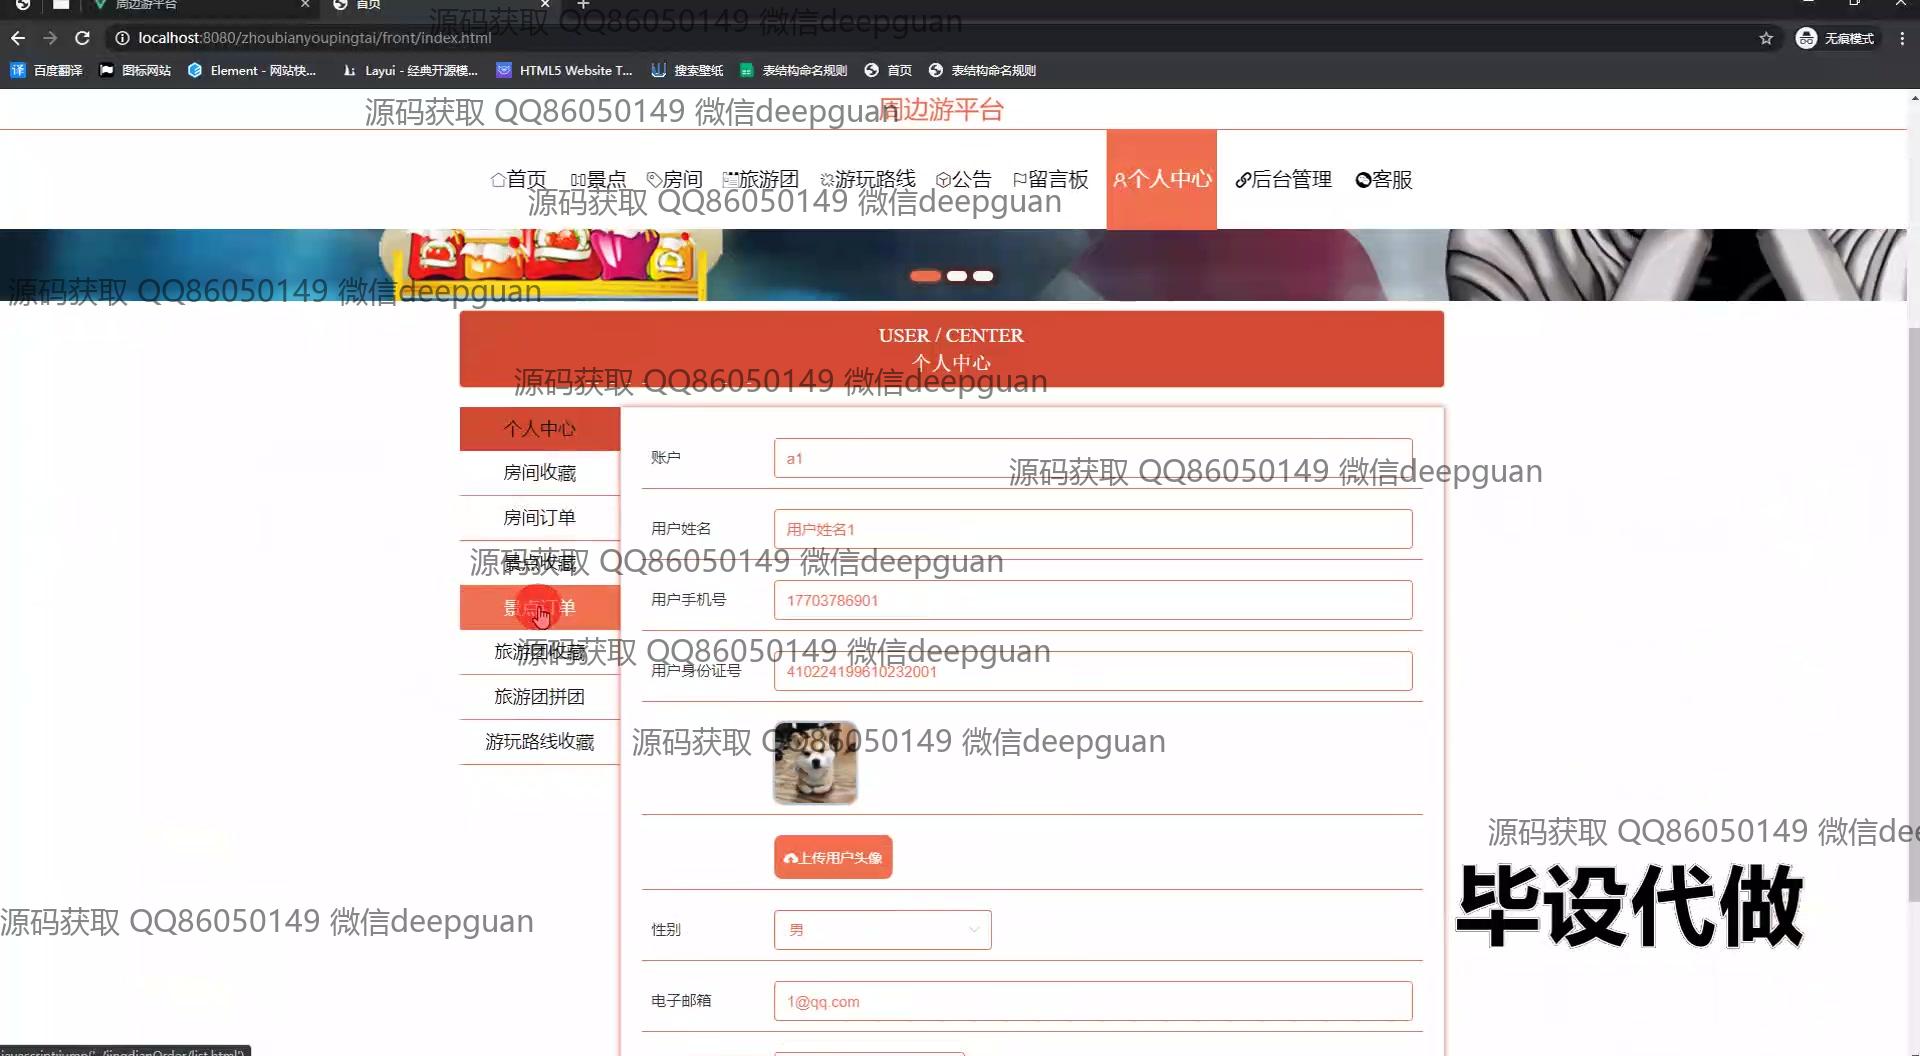 周边游平台
首页
源码获取 QQ86050149 微信deepguan
localhost:8080/zhoubianyoupingtai/front/index.html
无痕模式
百度翻译
图标网站
Element - 网站快...
Layui - 经典开源模...
HTML5 Website T...
搜索壁纸
表结构命名规则
首页
表结构命名规则
源码获取 QQ86050149 微信deepguan
周边游平台
首页
景点
房间
旅游团
游玩路线
公告
留言板
个人中心
后台管理
客服
源码获取 QQ86050149 微信deepguan
源码获取 QQ86050149 微信deepguan
USER / CENTER
个人中心
源码获取 QQ86050149 微信deepguan
个人中心
房间收藏
房间订单
景点收藏
景点订单
旅游团收藏
旅游团拼团
游玩路线收藏
账户
a1
源码获取 QQ86050149 微信deepguan
用户姓名
用户姓名1
源码获取 QQ86050149 微信deepguan
用户手机号
17703786901
源码获取 QQ86050149 微信deepguan
用户身份证号
410224199610232001
源码获取 QQ86050149 微信deepguan
上传用户头像
源码获取 QQ86050149 微信dee
毕设代做
源码获取 QQ86050149 微信deepguan
性别
男
电子邮箱
1@qq.com